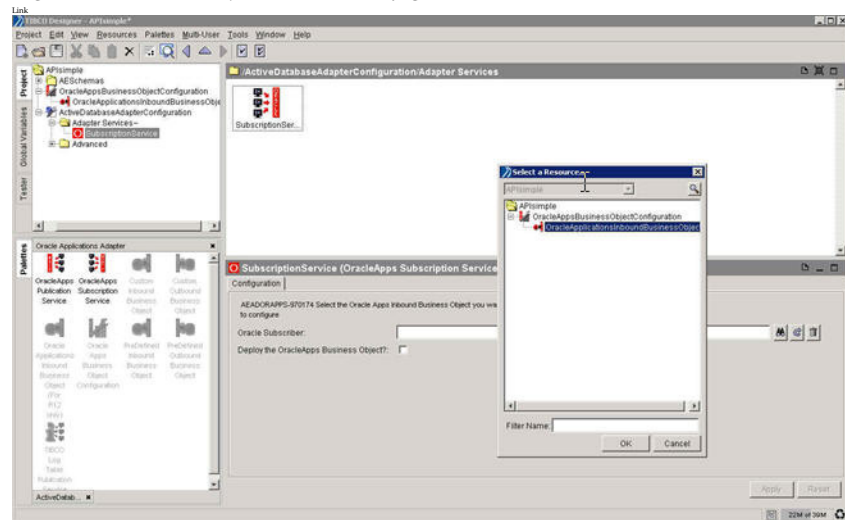 Link
TIBCO Designer - APIsimple*
Project Edit View Resources Palettes Multi-User Tools Window Help
Project
Global Variables
Tester
APIsimple
AESchemas
OracleAppsBusinessObjectConfiguration
OracleApplicationsInboundBusinessObje
ActiveDatabaseAdapterConfiguration
Adapter Services~
SubscriptionService
Advanced
/ActiveDatabaseAdapterConfiguration/Adapter Services
SubscriptionSer...
Palettes
Oracle Applications Adapter
OracleApps Publication Service
OracleApps Subscription Service
Custom Inbound Business Object
Custom Outbound Business Object
Oracle Applications Inbound Business Object
Oracle Apps Business Object Configuration
PreDefined Inbound Business Object
PreDefined Outbound Business Object
TIBCO Log Table
ActiveDatab...
SubscriptionService (OracleApps Subscription Service
Configuration
AEADORAPPS-970174 Select the Oracle Apps Inbound Business Object you wa
to configure
Oracle Subscriber:
Deploy the OracleApps Business Object?:
Select a Resource
APIsimple
APIsimple
OracleAppsBusinessObjectConfiguration
OracleApplicationsInboundBusinessObjec
Filter Name:
OK Cancel
Apply Reset
22M of 39M